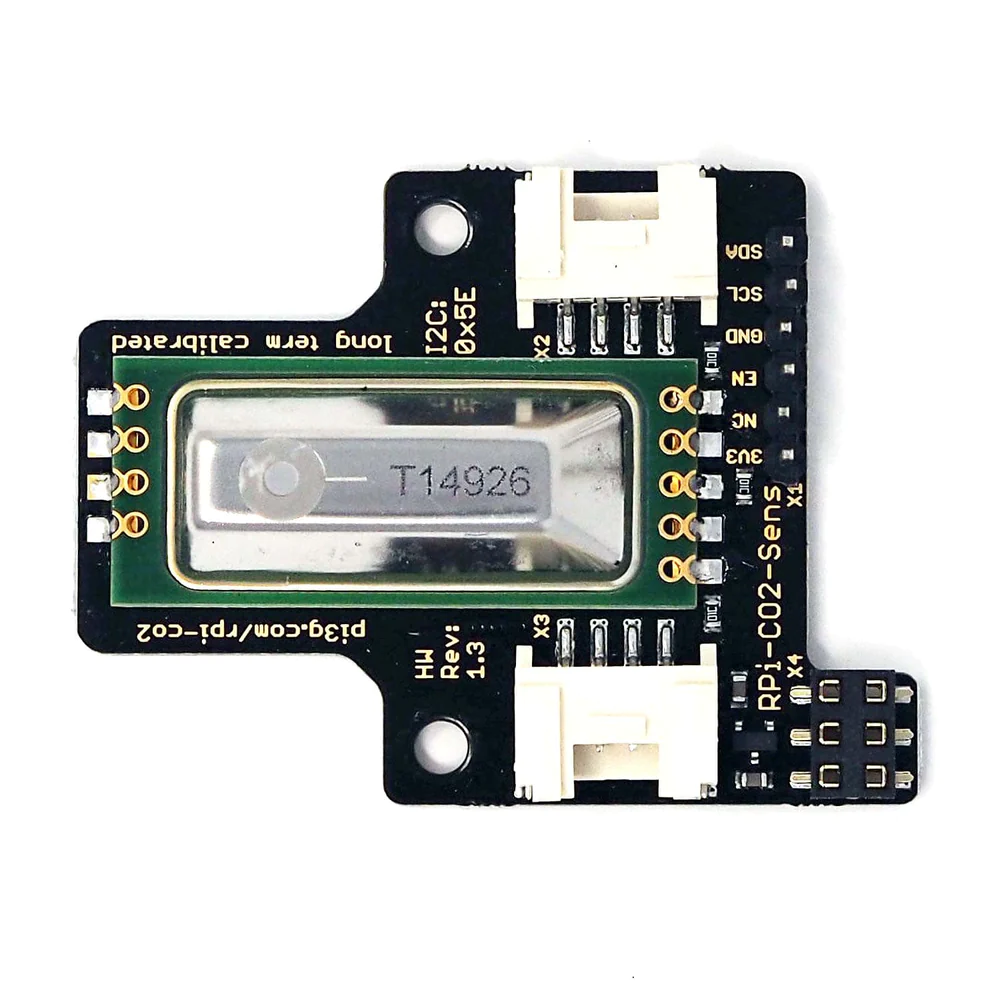 SDA
SCL
GND
EN
NC
3V3
X1
I2C:
0x5E
X2
long term calibrated
T14926
RPi-CO2-Sens
X3
pi3g.com/rpi-co2
HW
Rev:
1.3
X4